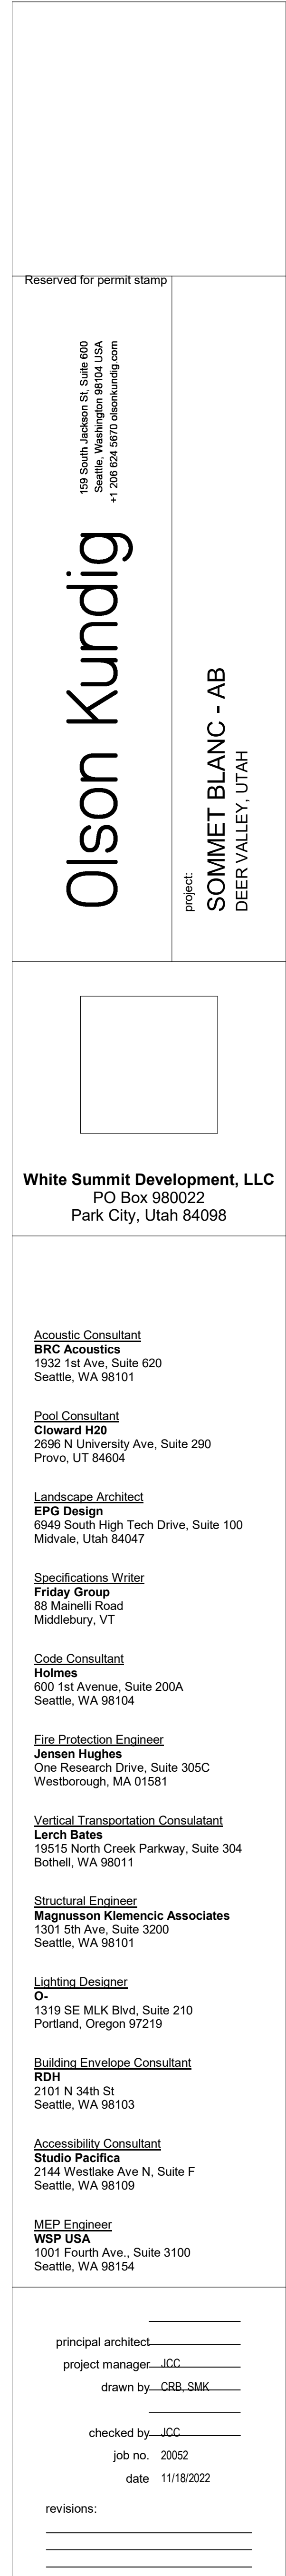 Reserved for permit stamp
Olson Kundig
159 South Jackson St, Suite 600
Seattle, Washington 98104 USA
+1 206 624 5670 olsonkundig.com
project:
SOMMET BLANC - AB
DEER VALLEY, UTAH
White Summit Development, LLC
PO Box 980022
Park City, Utah 84098
Acoustic Consultant
BRC Acoustics
1932 1st Ave, Suite 620
Seattle, WA 98101
Pool Consultant
Cloward H20
2696 N University Ave, Suite 290
Provo, UT 84604
Landscape Architect
EPG Design
6949 South High Tech Drive, Suite 100
Midvale, Utah 84047
Specifications Writer
Friday Group
88 Mainelli Road
Middlebury, VT
Code Consultant
Holmes
600 1st Avenue, Suite 200A
Seattle, WA 98104
Fire Protection Engineer
Jensen Hughes
One Research Drive, Suite 305C
Westborough, MA 01581
Vertical Transportation Consulatant
Lerch Bates
19515 North Creek Parkway, Suite 304
Bothell, WA 98011
Structural Engineer
Magnusson Klemencic Associates
1301 5th Ave, Suite 3200
Seattle, WA 98101
Lighting Designer
O-
1319 SE MLK Blvd, Suite 210
Portland, Oregon 97219
Building Envelope Consultant
RDH
2101 N 34th St
Seattle, WA 98103
Accessibility Consultant
Studio Pacifica
2144 Westlake Ave N, Suite F
Seattle, WA 98109
MEP Engineer
WSP USA
1001 Fourth Ave., Suite 3100
Seattle, WA 98154
principal architect
project manager JCC
drawn by CRB, SMK
checked by JCC
job no. 20052
date 11/18/2022
revisions: